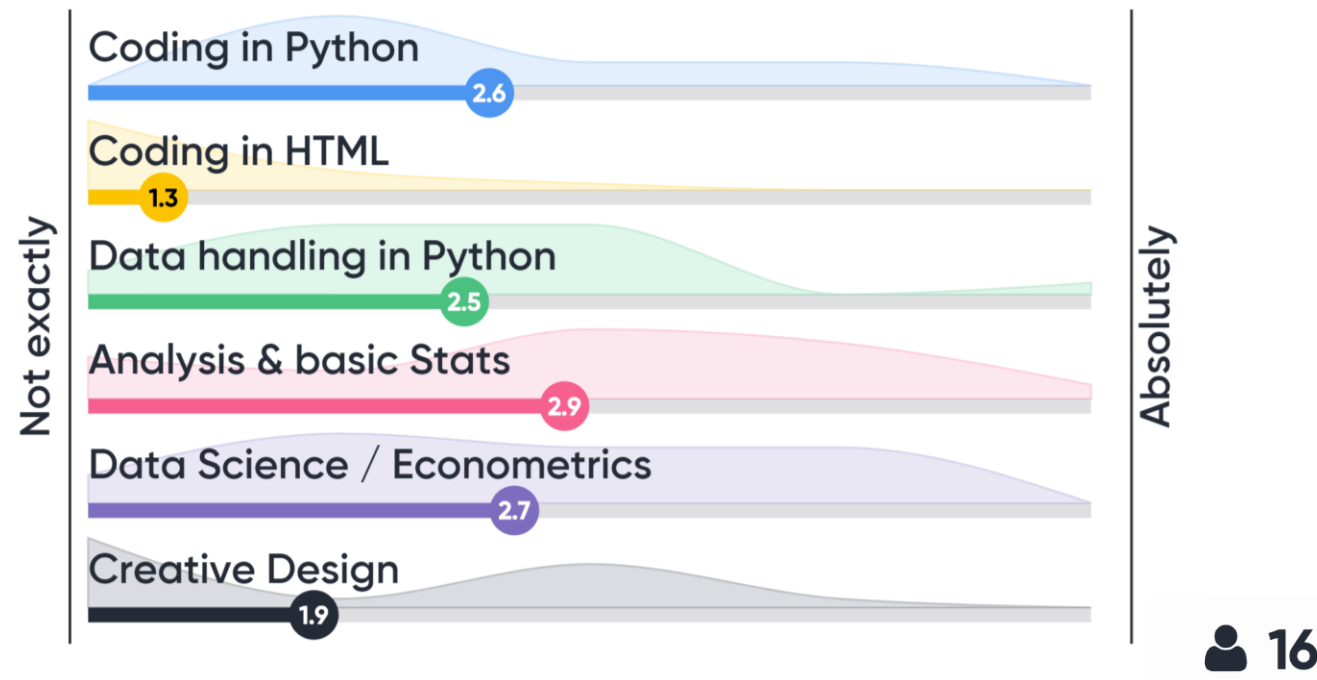 Not exactly
Coding in Python
2.6
Coding in HTML
1.3
Data handling in Python
2.5
Analysis & basic Stats
2.9
Data Science / Econometrics
2.7
Creative Design
1.9
Absolutely
16